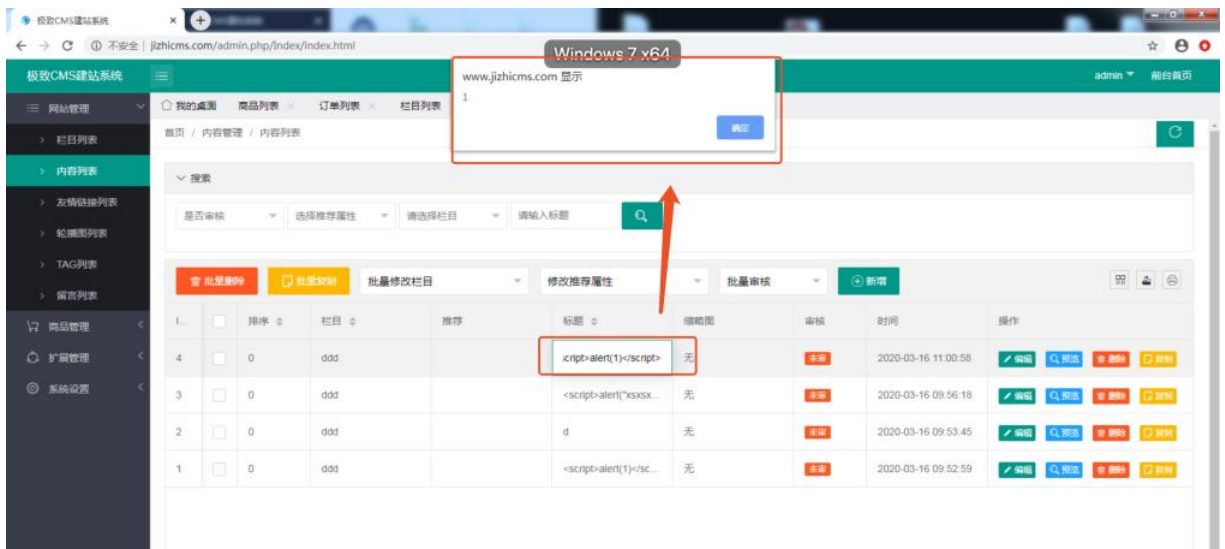 极致CMS建站系统
不安全 | jizhicms.com/admin.php/Index/index.html
Windows 7 x64
极致CMS建站系统
admin
前台首页
www.jizhicms.com 显示
1
确定
网站管理
栏目列表
内容列表
友情链接列表
轮播图列表
TAG列表
留言列表
商品管理
扩展管理
系统设置
我的桌面 商品列表 订单列表 栏目列表
首页 / 内容管理 / 内容列表
搜索
是否审核 选择推荐属性 请选择栏目 请输入标题
批量删除 批量复制 批量修改栏目 修改推荐属性 批量审核 新增
I... 排序 栏目 推荐 标题 缩略图 审核 时间 操作
4 0 ddd cript>alert(1)</script> 无 未审 2020-03-16 11:00:58 编辑 预览 删除 复制
3 0 ddd <script>alert("xsxsx... 无 未审 2020-03-16 09:56:18 编辑 预览 删除 复制
2 0 ddd d 无 未审 2020-03-16 09:53:45 编辑 预览 删除 复制
1 0 ddd <script>alert(1)</sc... 无 未审 2020-03-16 09:52:59 编辑 预览 删除 复制